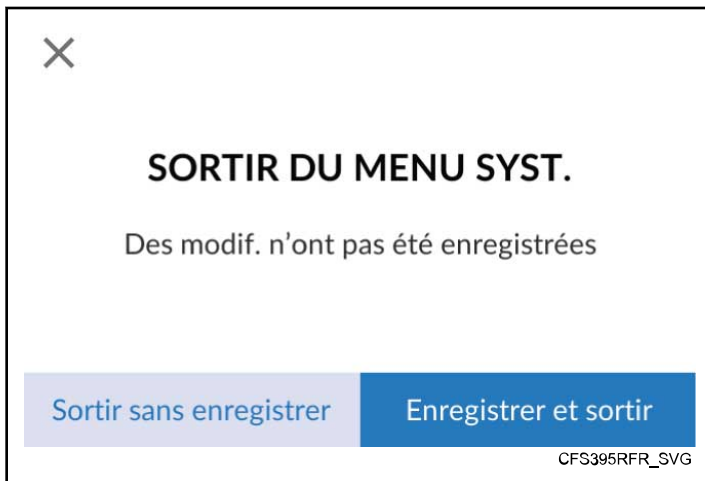 SORTIR DU MENU SYST.
Des modif. n’ont pas été enregistrées
Sortir sans enregistrer
Enregistrer et sortir
CFS395RFR_SVG